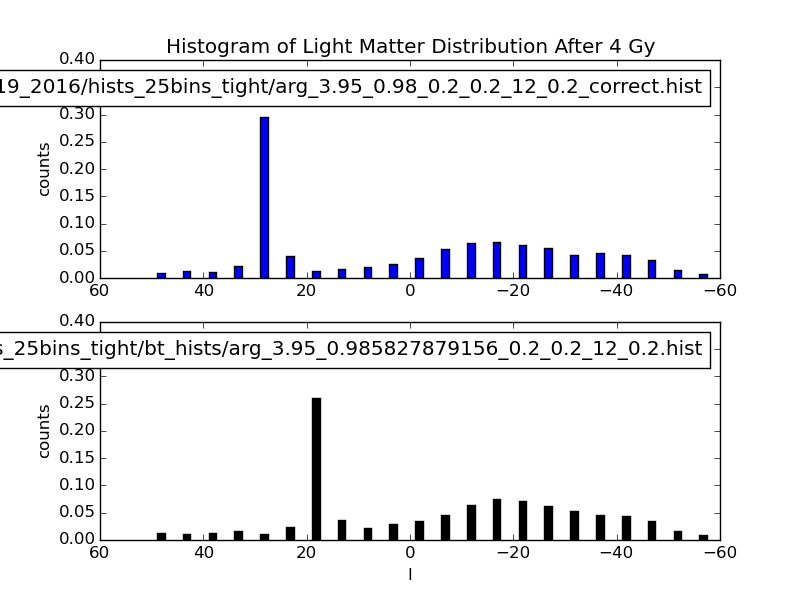 Histogram of Light Matter Distribution After 4 Gy
0.40
19_2016/hists_25bins_tight/arg_3.95_0.98_0.2_0.2_12_0.2_correct.hist
0.30
0.25
counts
0.20
0.15
0.10
0.05
0.00
60 40 20 0 −20 −40 −60
0.40
s_25bins_tight/bt_hists/arg_3.95_0.985827879156_0.2_0.2_12_0.2.hist
0.30
0.25
counts
0.20
0.15
0.10
0.05
0.00
60 40 20 0 −20 −40 −60
l